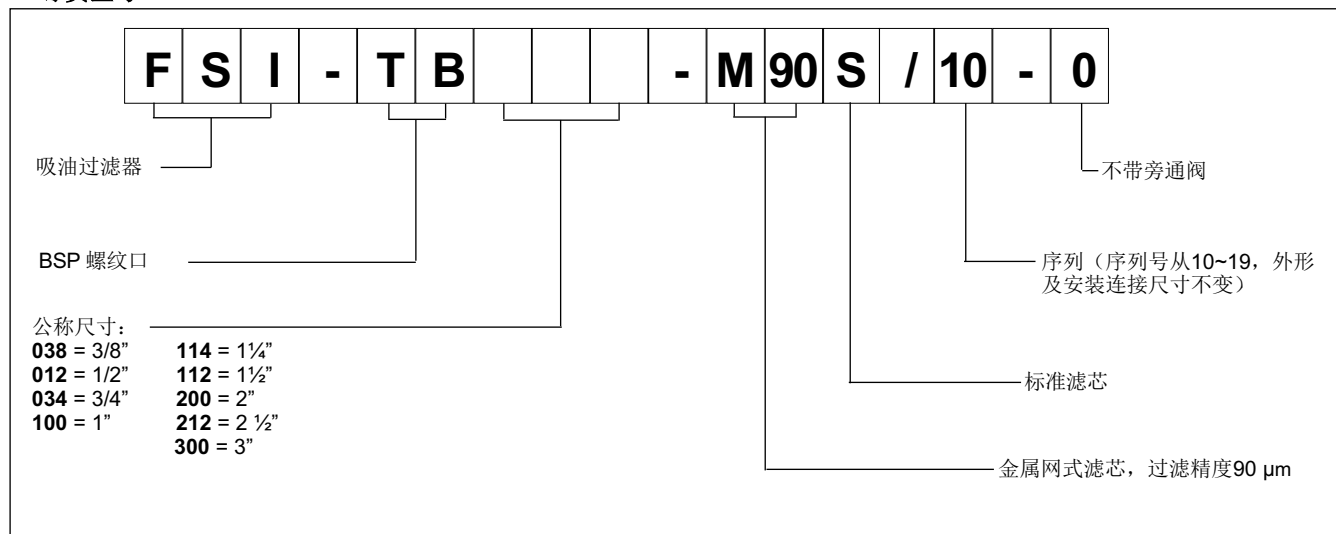 FSI-TB   -M90S/10-0
吸油过滤器
不带旁通阀
BSP 螺纹口
序列（序列号从10~19，外形
及安装连接尺寸不变）
公称尺寸：
038 = 3/8” 114 = 1¼”
012 = 1/2” 112 = 1½”
034 = 3/4” 200 = 2”
100 = 1” 212 = 2 ½”
300 = 3”
标准滤芯
金属网式滤芯，过滤精度90 µm